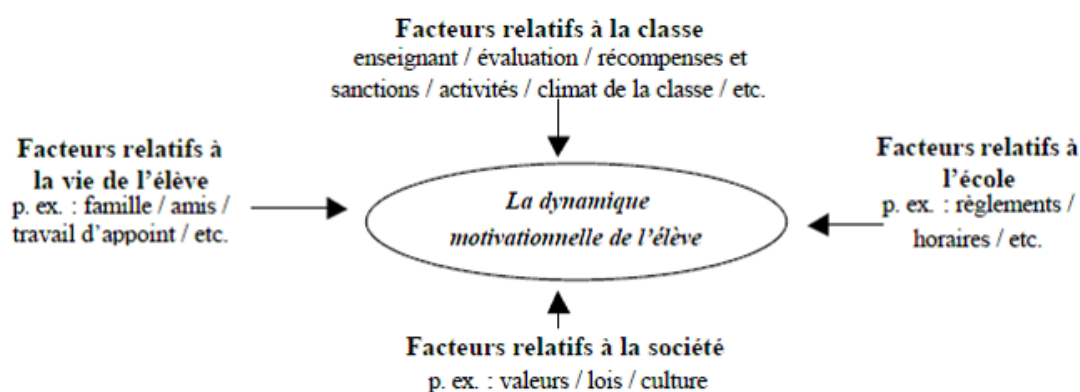 Facteurs relatifs à la classe
enseignant / évaluation / récompenses et
sanctions / activités / climat de la classe / etc.
Facteurs relatifs à
la vie de l'élève
p. ex. : famille / amis /
travail d'appoint / etc.
La dynamique
motivationnelle de l'élève
Facteurs relatifs à
l'école
p. ex. : règlements /
horaires / etc.
Facteurs relatifs à la société
p. ex. : valeurs / lois / culture